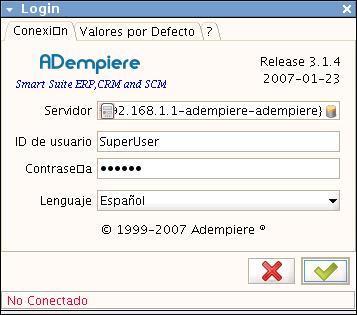 Login
Conexi□n Valores por Defecto ?
ADempiere
Release 3.1.4
Smart Suite ERP,CRM and SCM
2007-01-23
Servidor 2.168.1.1-adempiere-adempiere}
ID de usuario SuperUser
Contrase□a ••••••
Lenguaje Español
© 1999-2007 Adempiere ®
No Conectado